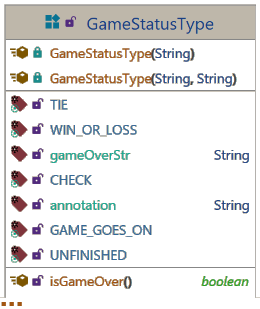 GameStatusType
GameStatusType(String)
GameStatusType(String, String)
TIE
WIN_OR_LOSS
gameOverStr String
CHECK
annotation String
GAME_GOES_ON
UNFINISHED
isGameOver() boolean